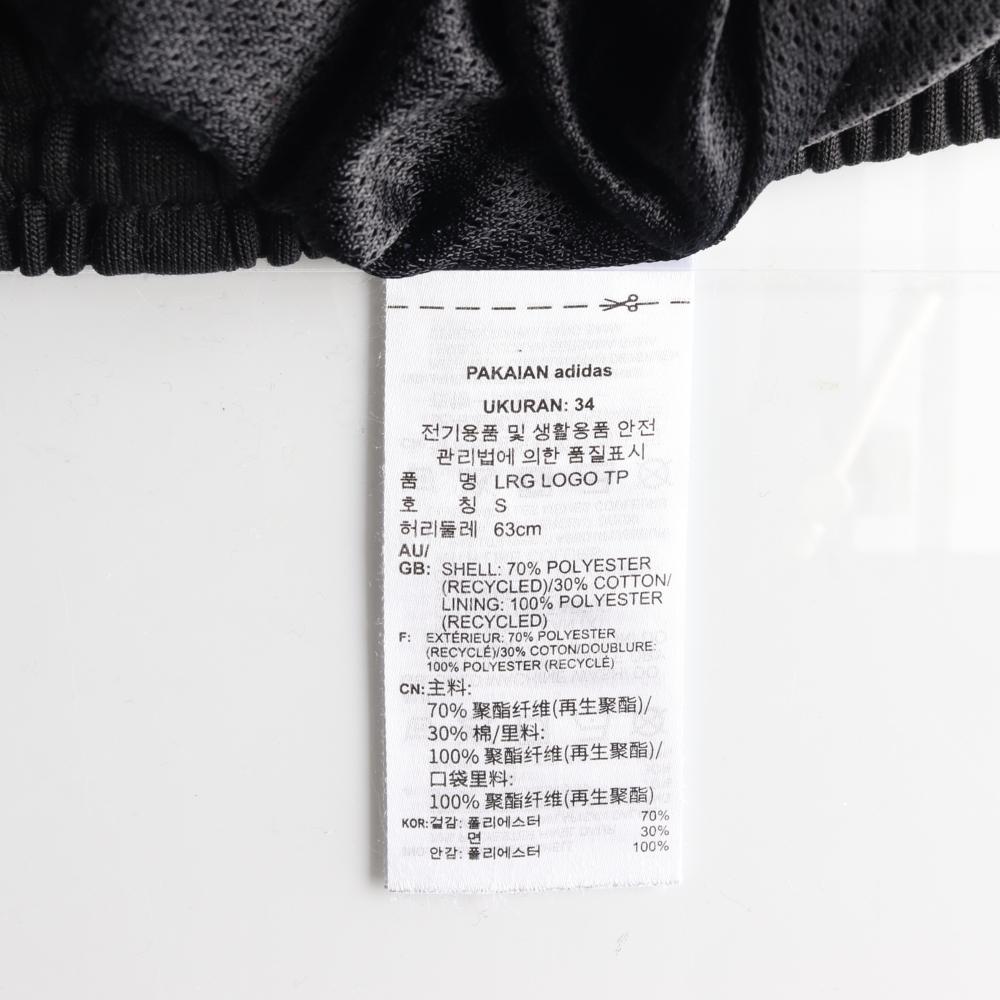 PAKAIAN adidas
UKURAN: 34
전기용품 및 생활용품 안전
관리법에 의한 품질표시
품 명 LRG LOGO TP
호 칭 S
허리둘레 63cm
AU/
GB: SHELL: 70% POLYESTER
(RECYCLED)/30% COTTON/
LINING: 100% POLYESTER
(RECYCLED)
F: EXTÉRIEUR: 70% POLYESTER
(RECYCLÉ)/30% COTON/DOUBLURE:
100% POLYESTER (RECYCLÉ)
CN: 主料:
70% 聚酯纤维(再生聚酯)/
30% 棉/里料:
100% 聚酯纤维(再生聚酯)/
口袋里料:
100% 聚酯纤维(再生聚酯)
KOR: 겉감: 폴리에스터 70%
면 30%
안감: 폴리에스터 100%